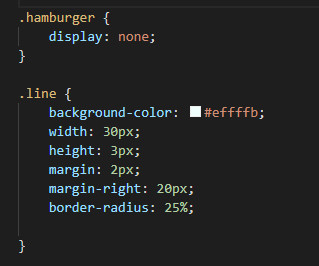 .hamburger {
display: none;
}
.line {
background-color: #effffb;
width: 30px;
height: 3px;
margin: 2px;
margin-right: 20px;
border-radius: 25%;
}